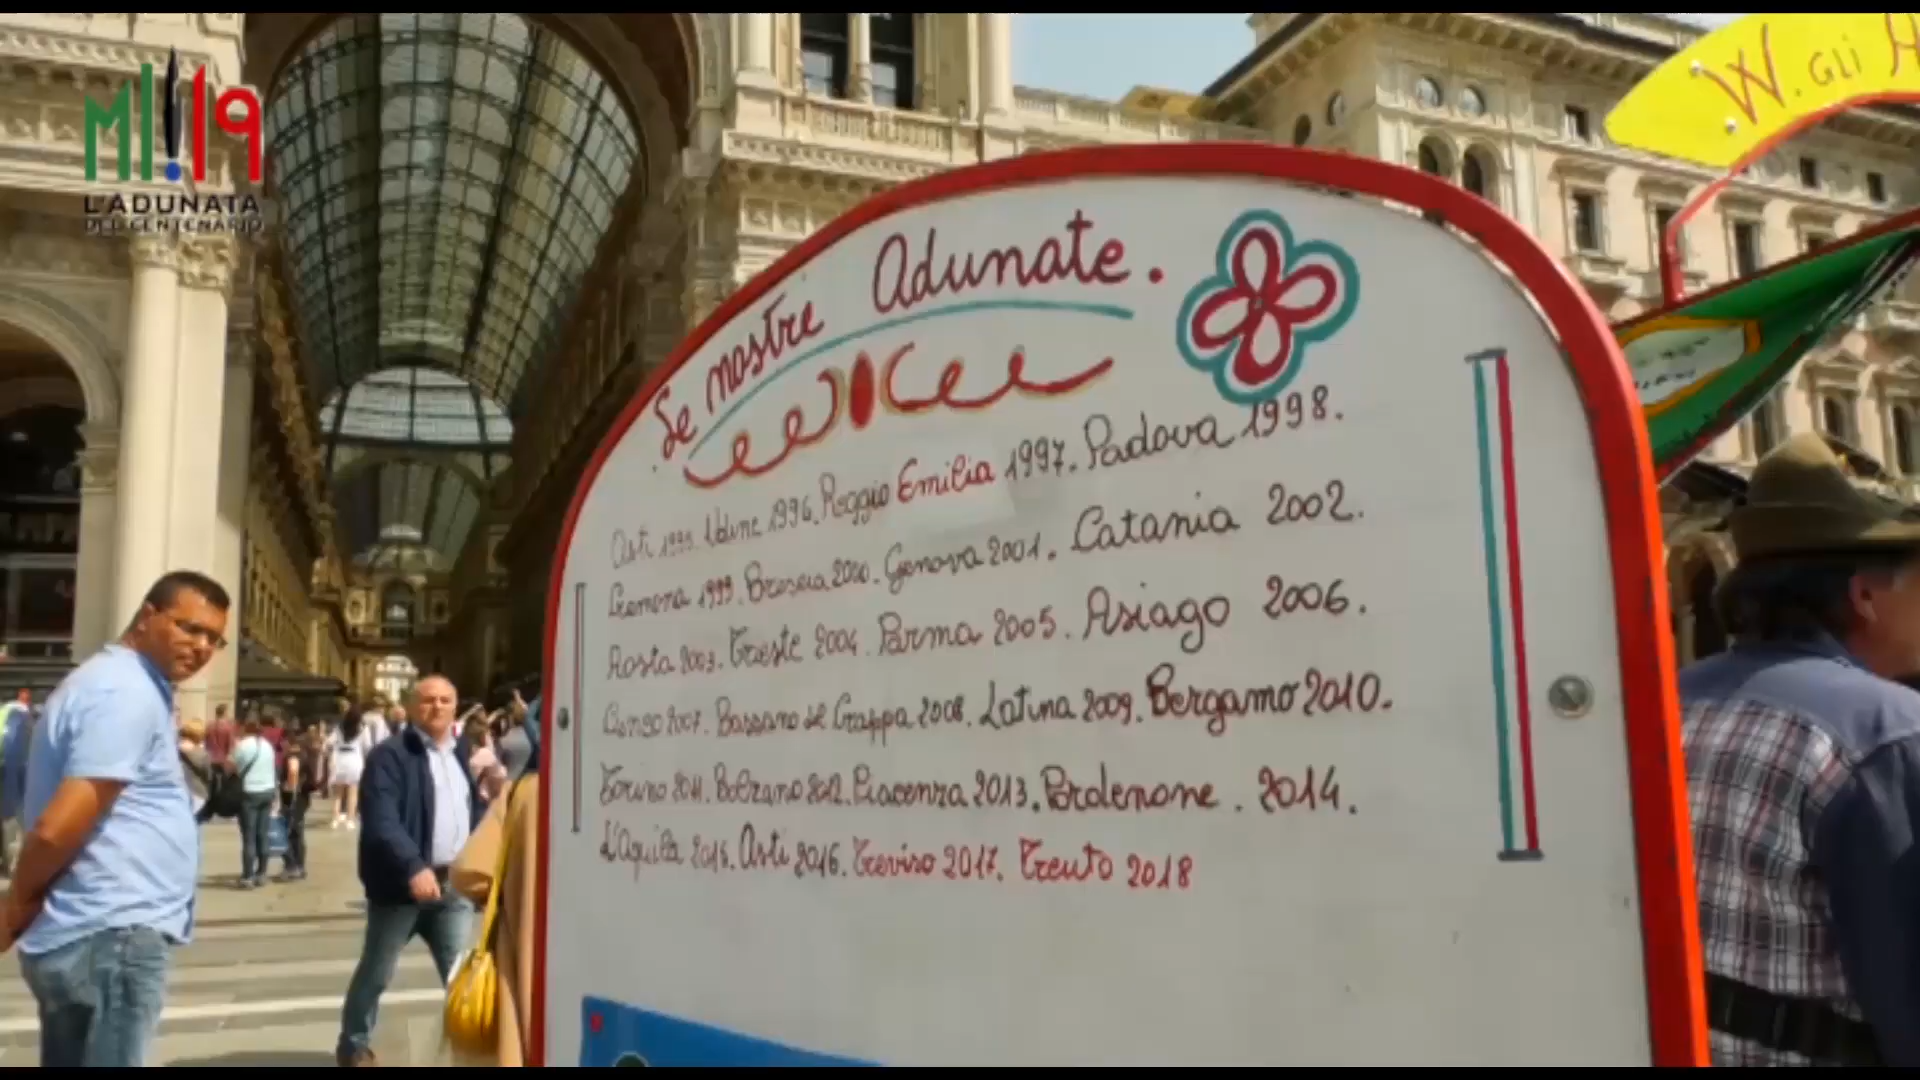 MI 19
L'ADUNATA
DEL CENTENARIO
W. GLI A
Le nostre Adunate.
Asti 1995. Udine 1996. Reggio Emilia 1997. Padova 1998.
Cremona 1999. Brescia 2000. Genova 2001. Catania 2002.
Aosta 2003. Trieste 2004. Parma 2005. Asiago 2006.
Cuneo 2007. Bassano del Grappa 2008. Latina 2009. Bergamo 2010.
Torino 2011. Bolzano 2012. Piacenza 2013. Pordenone. 2014.
L'Aquila 2015. Asti 2016. Treviso 2017. Trento 2018